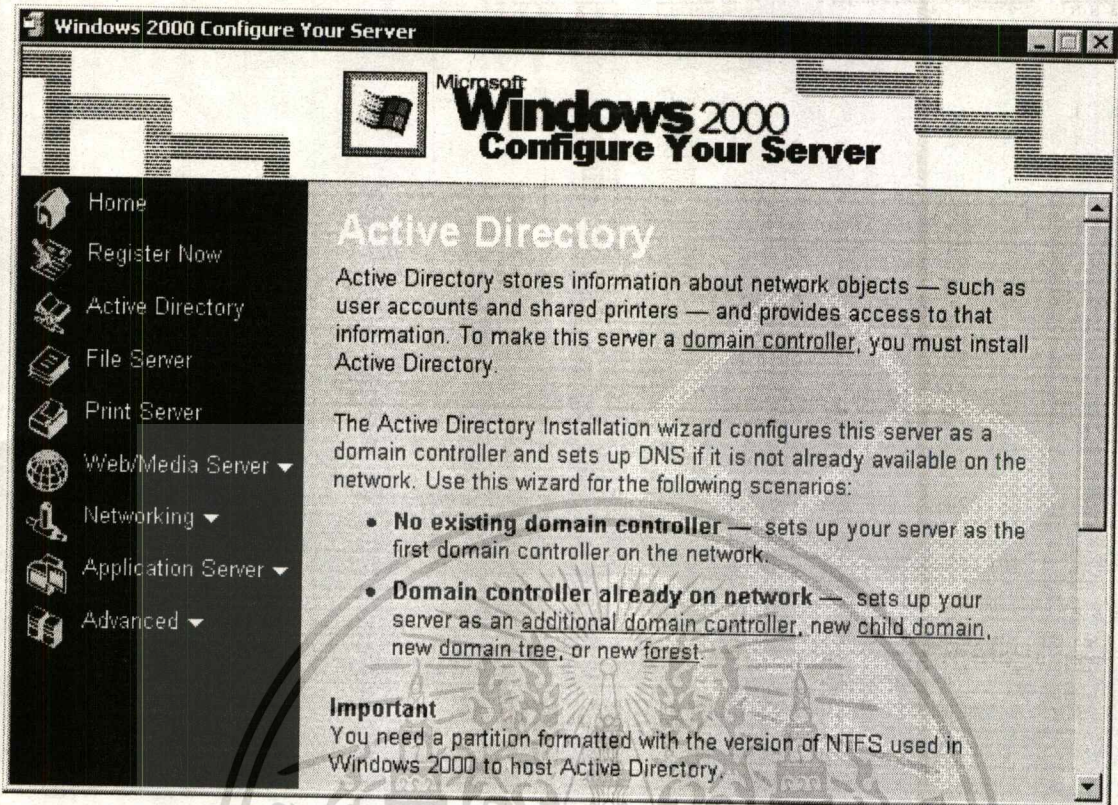 Windows 2000 Configure Your Server
Microsoft
Windows 2000
Configure Your Server
Home
Register Now
Active Directory
File Server
Print Server
Web/Media Server
Networking
Application Server
Advanced
Active Directory
Active Directory stores information about network objects — such as
user accounts and shared printers — and provides access to that
information. To make this server a domain controller, you must install
Active Directory.
The Active Directory Installation wizard configures this server as a
domain controller and sets up DNS if it is not already available on the
network. Use this wizard for the following scenarios:
• No existing domain controller — sets up your server as the
first domain controller on the network.
• Domain controller already on network — sets up your
server as an additional domain controller, new child domain,
new domain tree, or new forest.
Important
You need a partition formatted with the version of NTFS used in
Windows 2000 to host Active Directory.